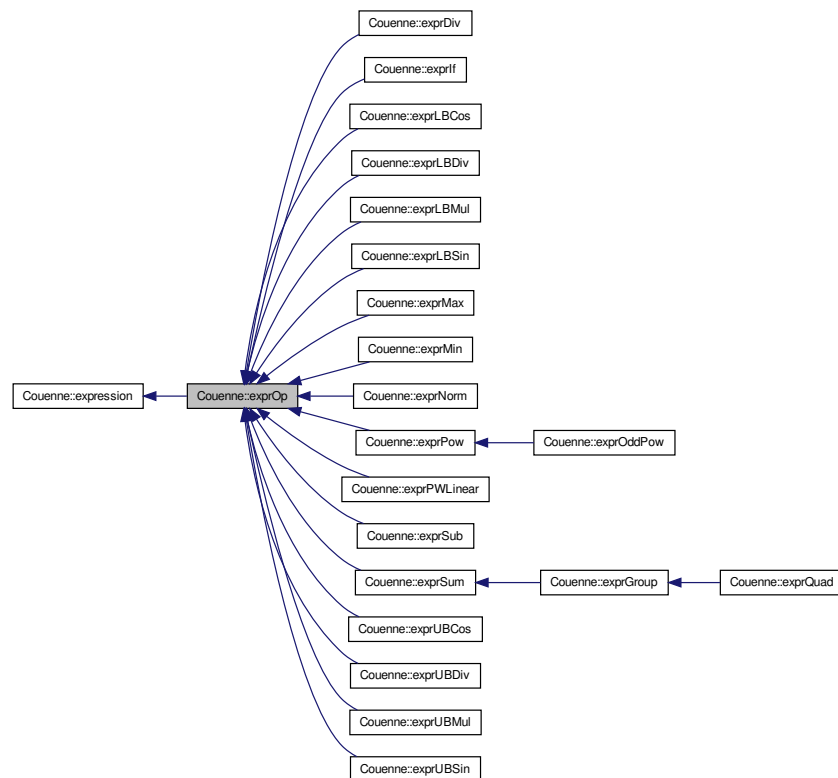 Couenne::exprDiv
Couenne::exprIf
Couenne::exprLBCos
Couenne::exprLBDiv
Couenne::exprLBMul
Couenne::exprLBSin
Couenne::exprMax
Couenne::exprMin
Couenne::expression
Couenne::exprOp
Couenne::exprNorm
Couenne::exprPow
Couenne::exprOddPow
Couenne::exprPWLinear
Couenne::exprSub
Couenne::exprSum
Couenne::exprGroup
Couenne::exprQuad
Couenne::exprUBCos
Couenne::exprUBDiv
Couenne::exprUBMul
Couenne::exprUBSin